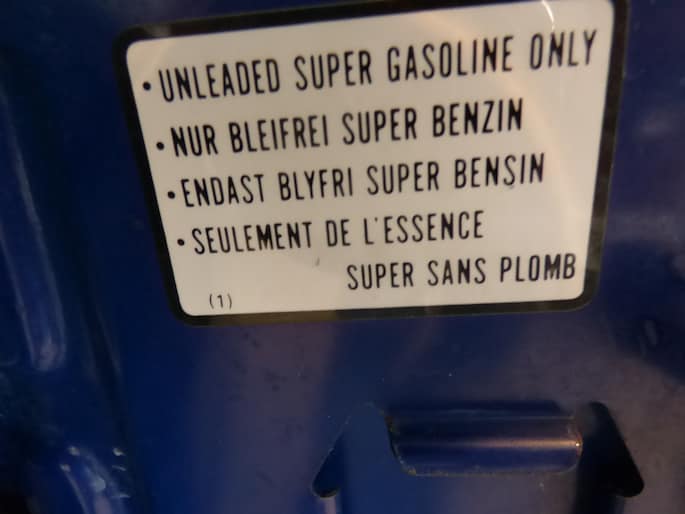 • UNLEADED SUPER GASOLINE ONLY
• NUR BLEIFREI SUPER BENZIN
• ENDAST BLYFRI SUPER BENSIN
• SEULEMENT DE L'ESSENCE
SUPER SANS PLOMB
(1)